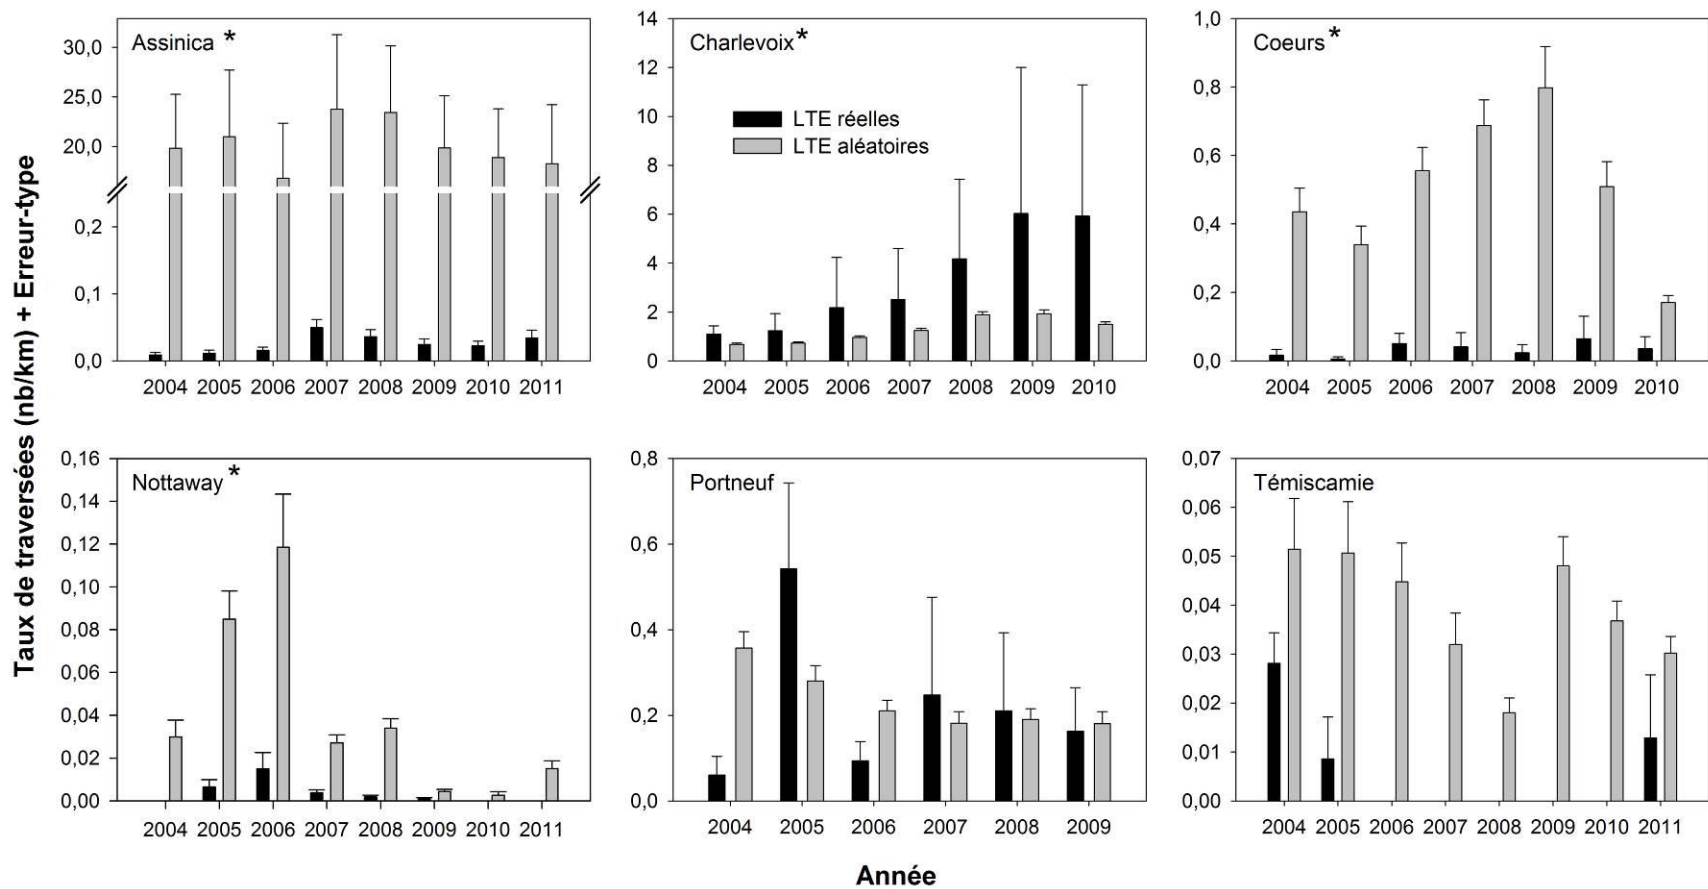 Taux de traversées (nb/km) + Erreur-type
Assinica *
30,0
25,0
20,0
0,2
0,1
0,0
2004 2005 2006 2007 2008 2009 2010 2011
Charlevoix *
LTE réelles
LTE aléatoires
14
12
10
8
6
4
2
0
2004 2005 2006 2007 2008 2009 2010
Coeurs *
1,0
0,8
0,6
0,4
0,2
0,0
2004 2005 2006 2007 2008 2009 2010
Nottaway *
0,16
0,14
0,12
0,10
0,08
0,06
0.04
0.02
0.00
2004 2005 2006 2007 2008 2009 2010 2011
Portneuf
0,8
0,6
0,4
0,2
0,0
2004 2005 2006 2007 2008 2009
Témiscamie
0,07
0,06
0,05
0,04
0,03
0,02
0,01
0,00
2004 2005 2006 2007 2008 2009 2010 2011
Année